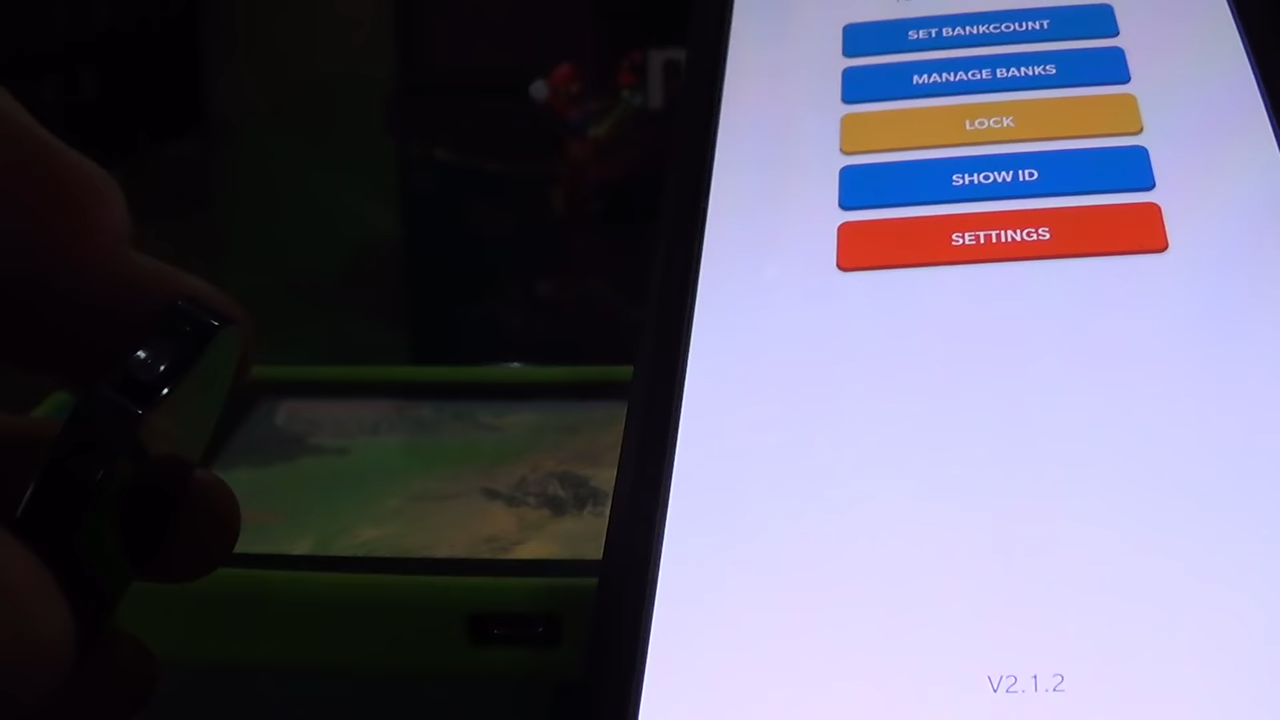 SET BANKCOUNT
MANAGE BANKS
LOCK
SHOW ID
SETTINGS
V2.1.2